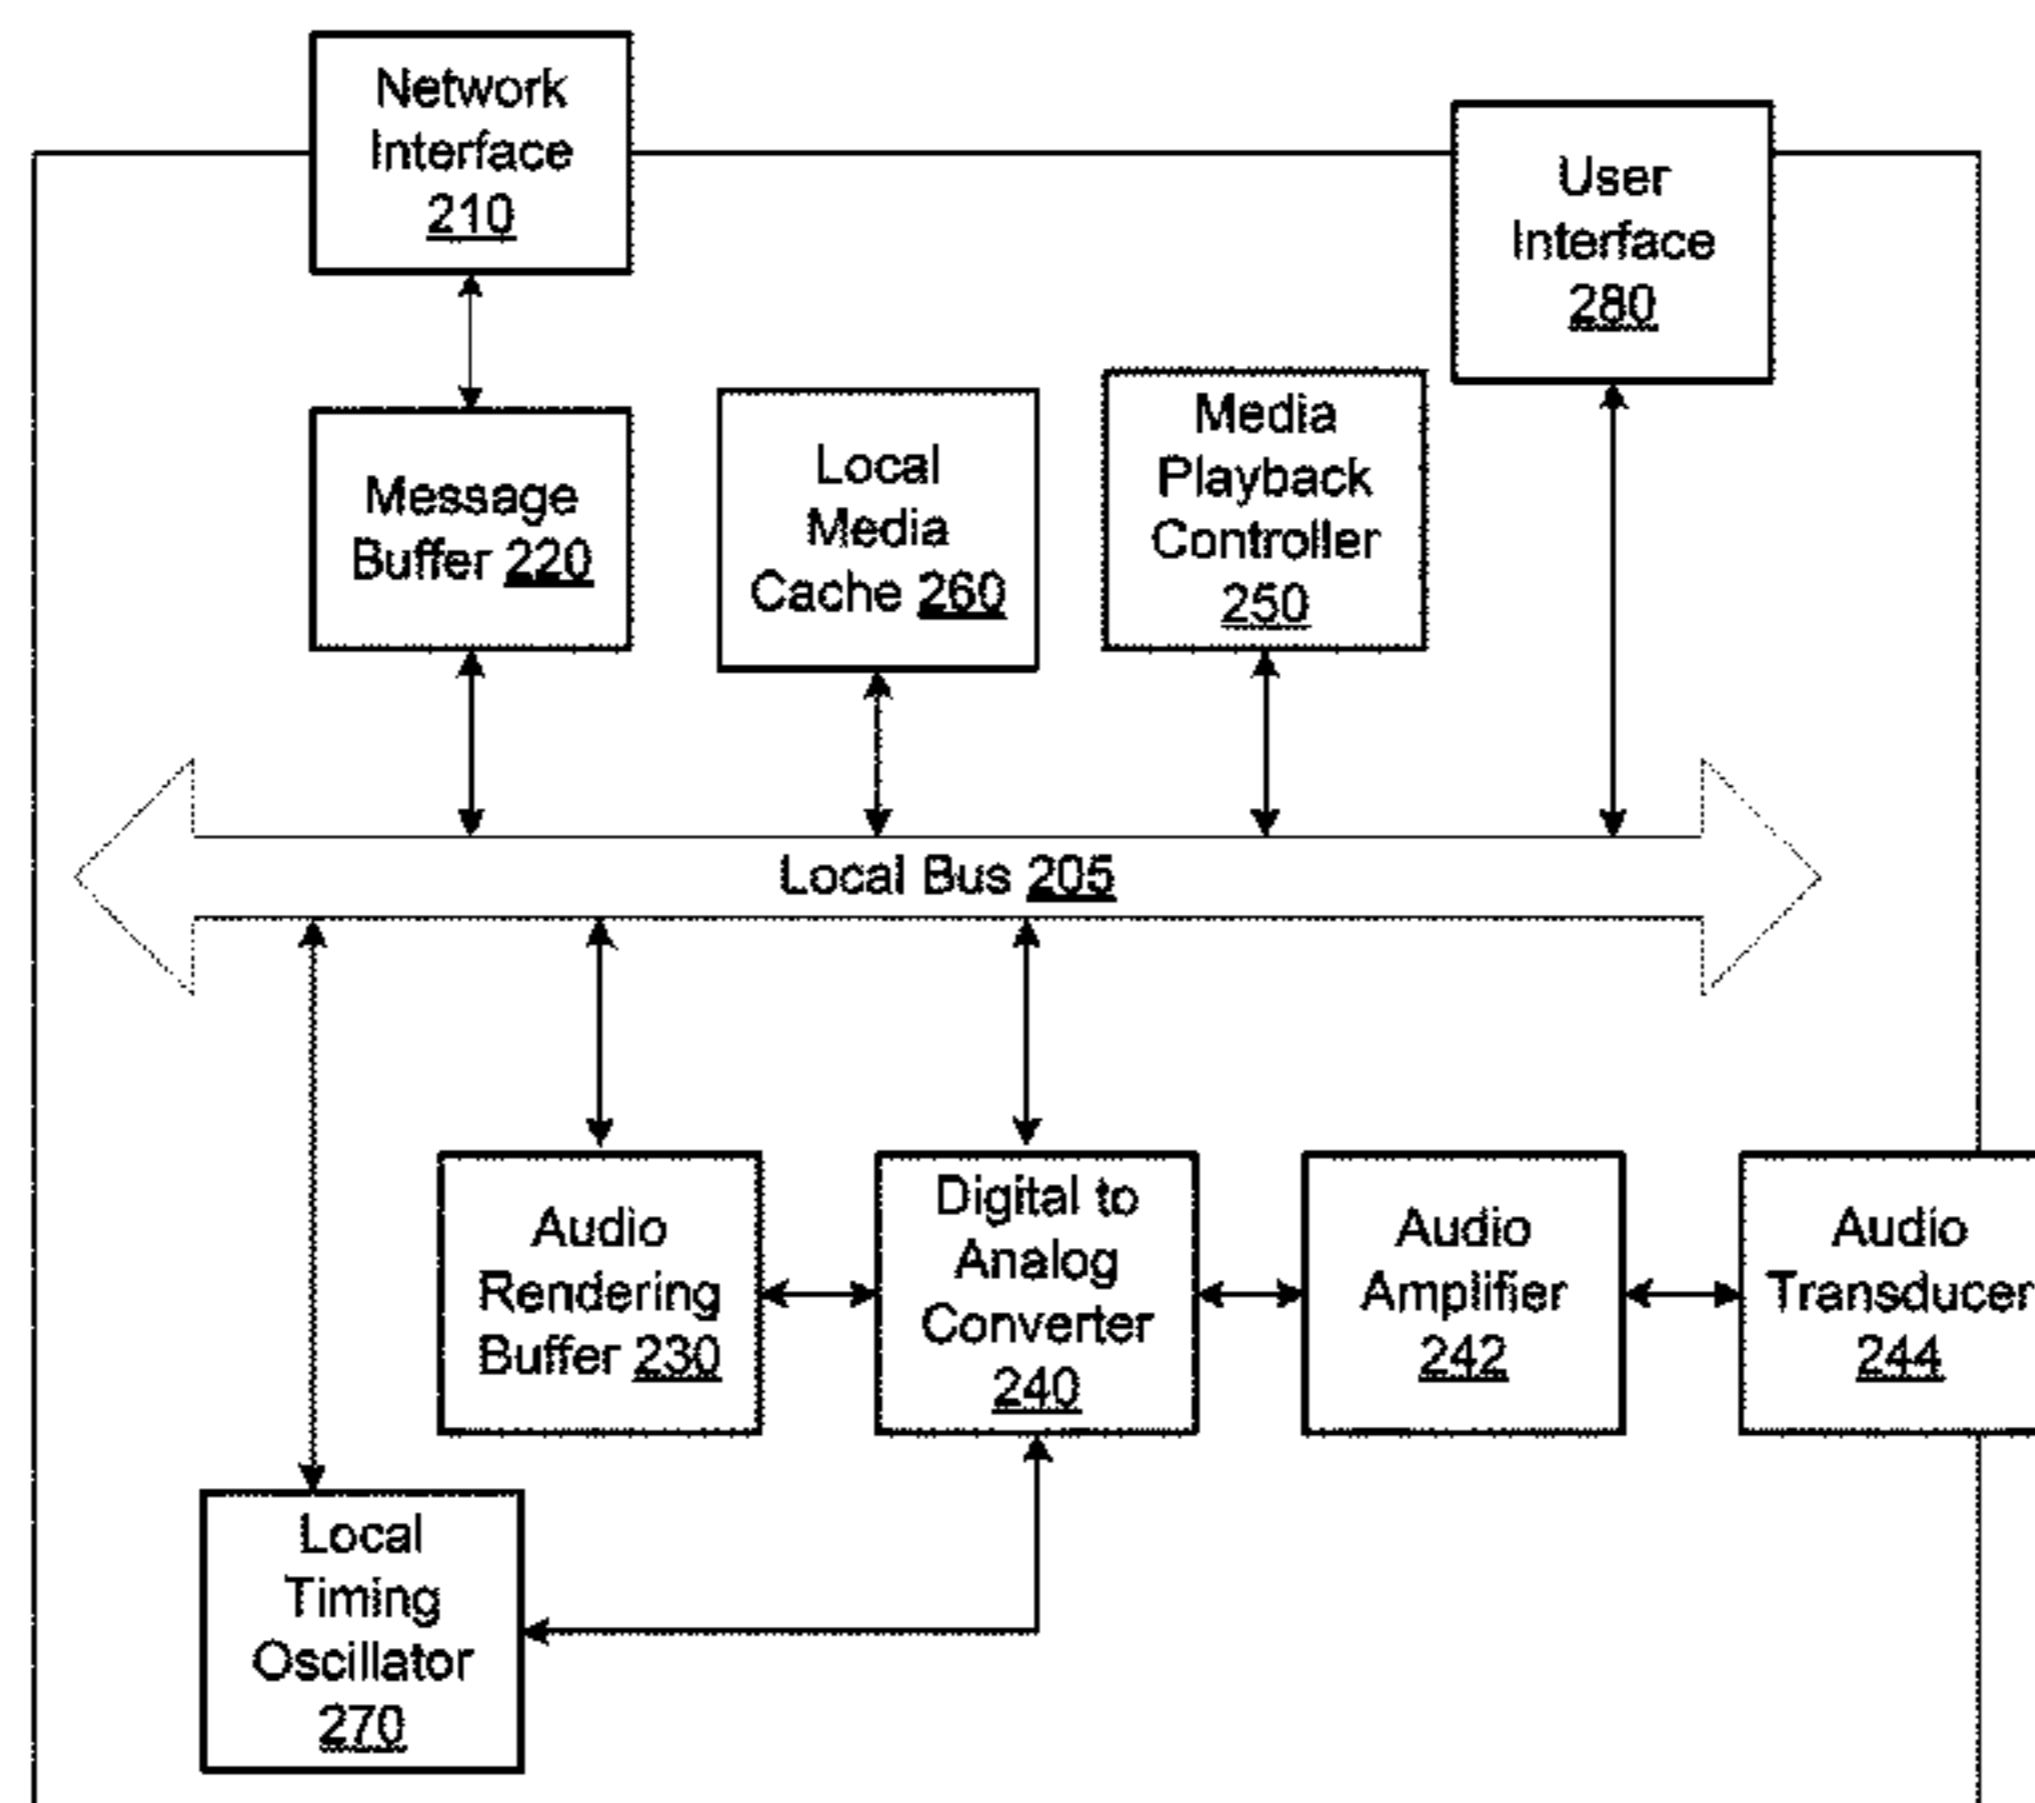 Network
Interface
210
User
Interface
280
Message
Buffer 220
Local
Media
Cache 260
Media
Playback
Controller
250
Local Bus 205
Audio
Rendering
Buffer 230
Digital to
Analog
Converter
240
Audio
Amplifier
242
Audio
Transducer
244
Local
Timing
Oscillator
270